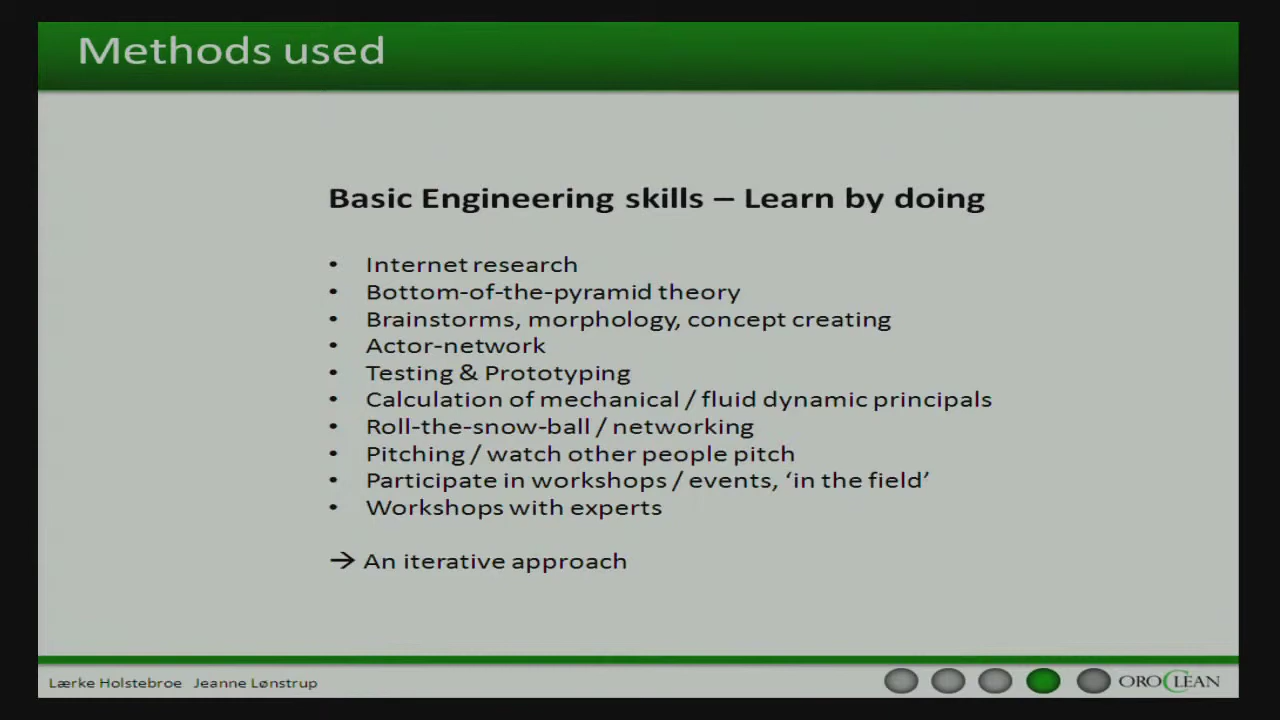 Methods used
Basic Engineering skills – Learn by doing
• Internet research
• Bottom-of-the-pyramid theory
• Brainstorms, morphology, concept creating
• Actor-network
• Testing & Prototyping
• Calculation of mechanical / fluid dynamic principals
• Roll-the-snow-ball / networking
• Pitching / watch other people pitch
• Participate in workshops / events, ‘in the field’
• Workshops with experts
→ An iterative approach
Lærke Holstebroe Jeanne Lønstrup
OROCLEAN